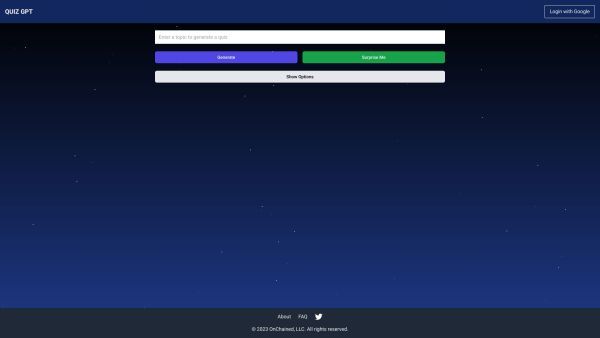 QUIZ GPT
Login with Google
Enter a topic to generate a quiz
Generate
Surprise Me
Show Options
About
FAQ
© 2023 OnChained, LLC. All rights reserved.